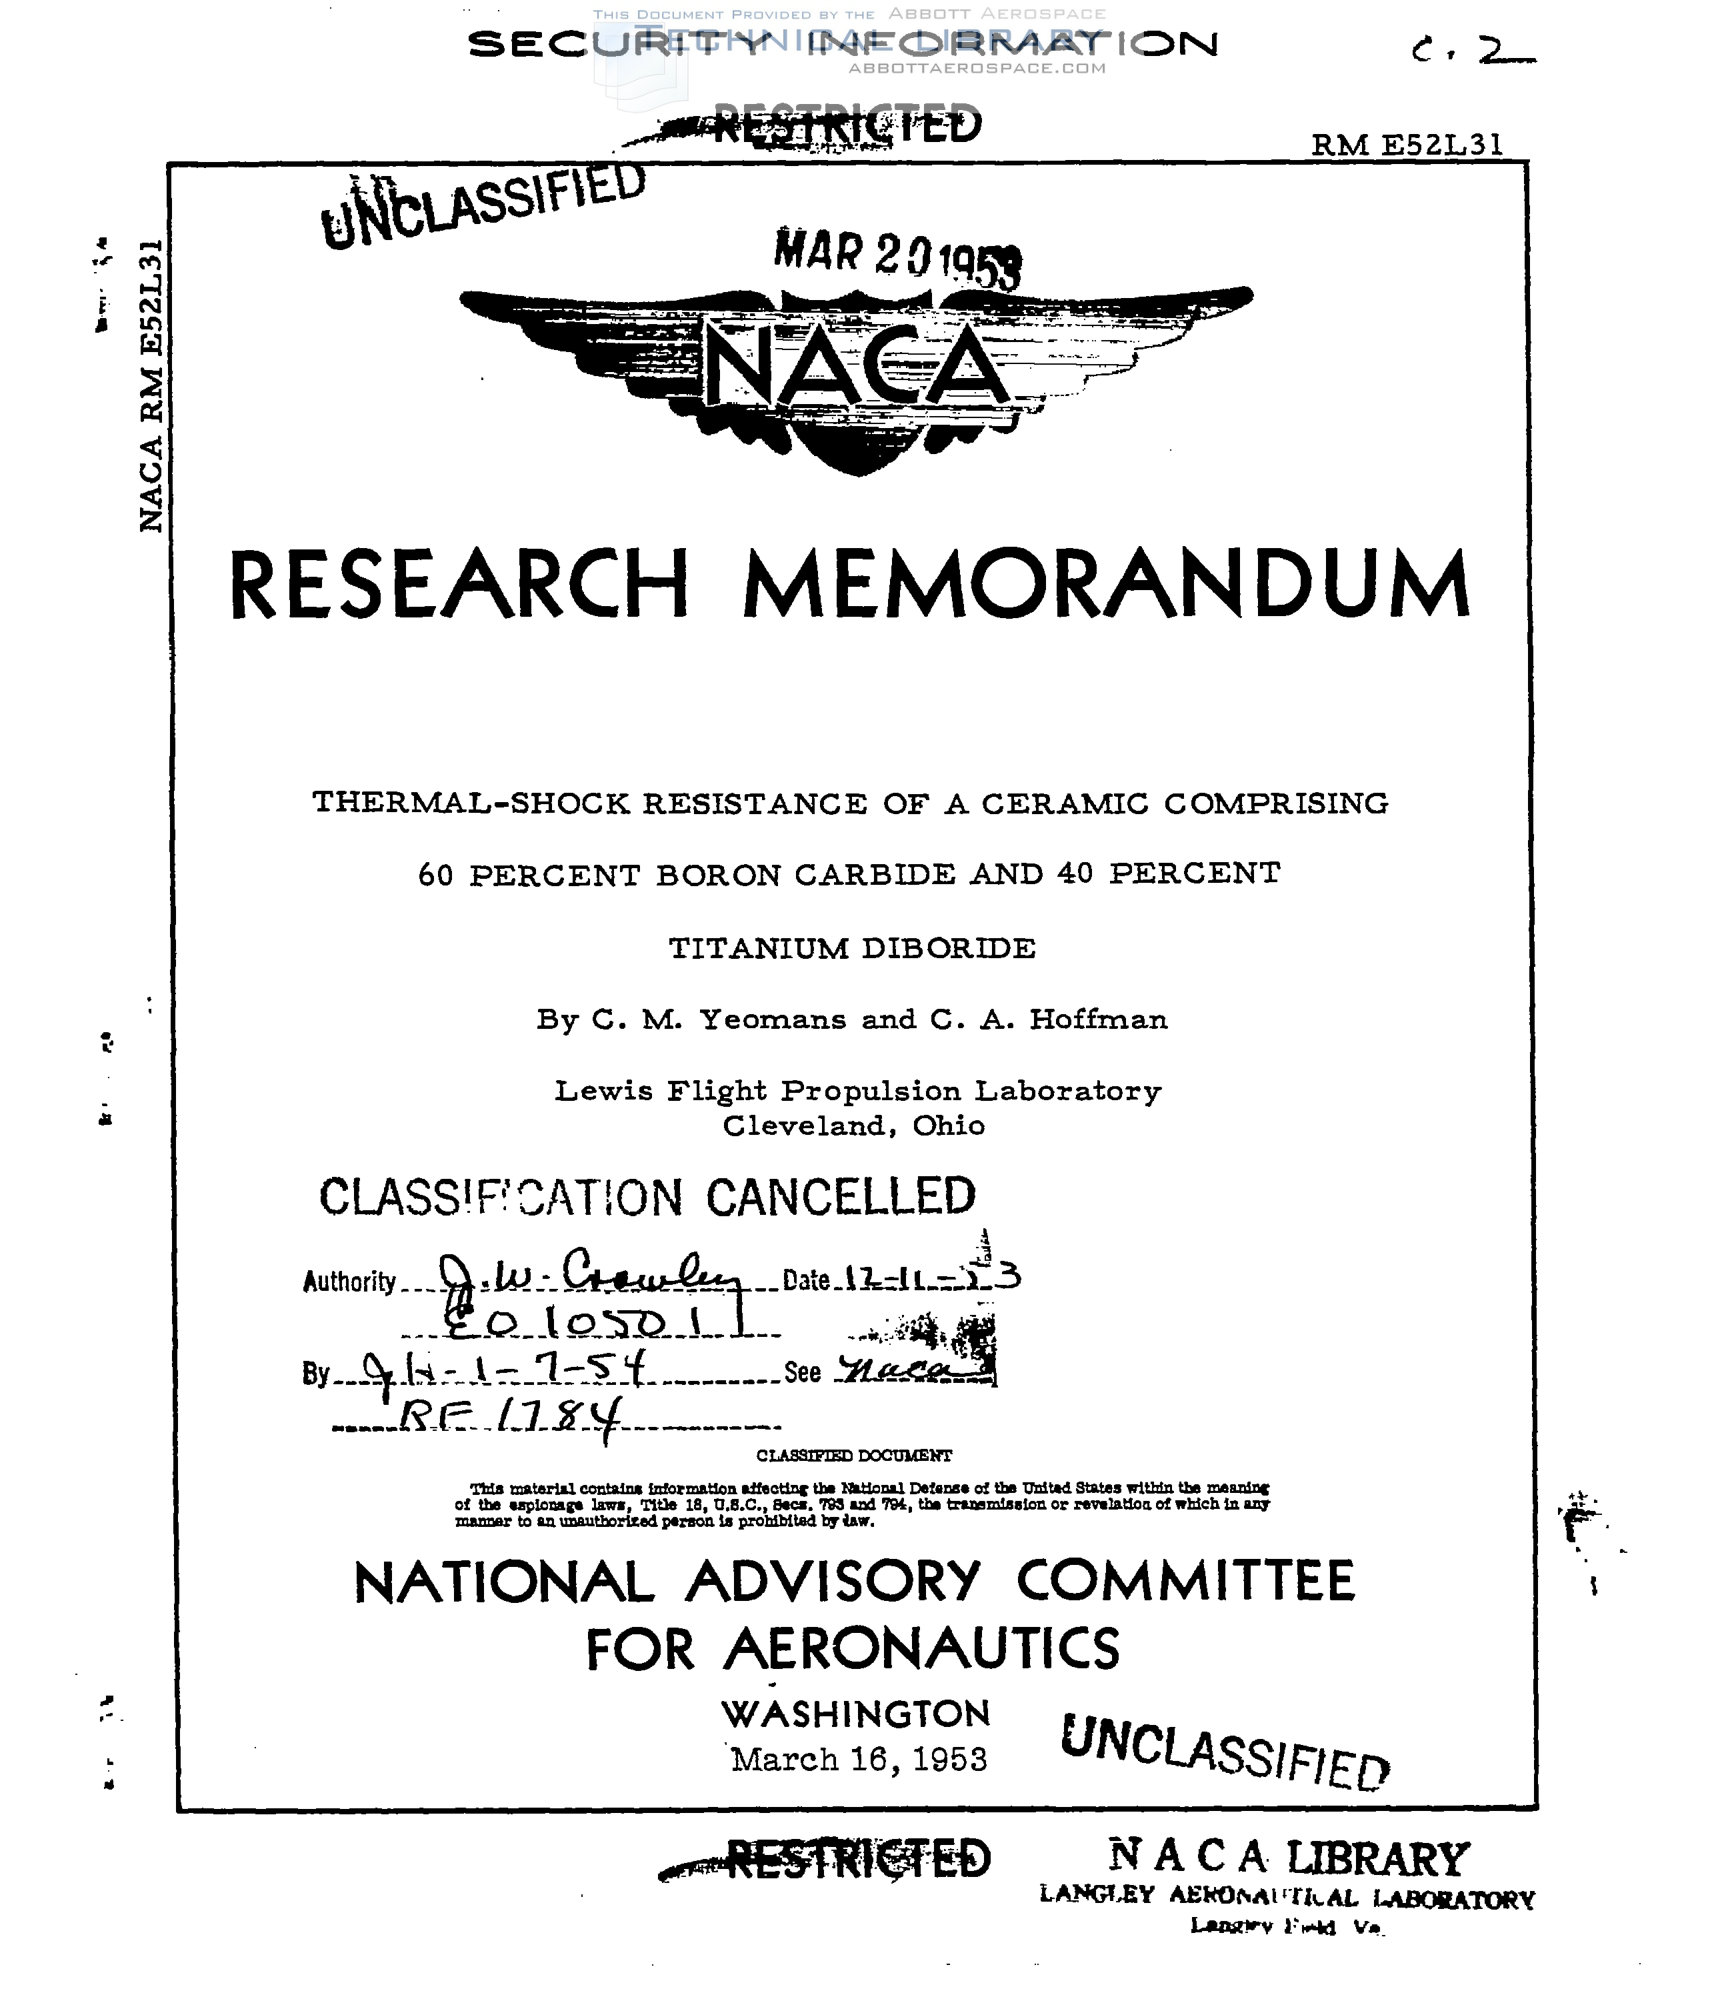 THIS DOCUMENT PROVIDED BY THE ABBOTT AEROSPACE
TECHNICAL LIBRARY
ABBOTTAEROSPACE.COM
SECURITY INFORMATION
C. 2
RESTRICTED
RM E52L31
NACA RM E52L31
UNCLASSIFIED
MAR 20 1953
NACA
RESEARCH MEMORANDUM
THERMAL-SHOCK RESISTANCE OF A CERAMIC COMPRISING
60 PERCENT BORON CARBIDE AND 40 PERCENT
TITANIUM DIBORIDE
By C. M. Yeomans and C. A. Hoffman
Lewis Flight Propulsion Laboratory
Cleveland, Ohio
CLASSIFICATION CANCELLED
Authority J.W. Crowley Date 12-11-53
EO 10501
By JH-1-7-54 See Naca
RF 1784
CLASSIFIED DOCUMENT
This material contains information affecting the National Defense of the United States within the meaning
of the espionage laws, Title 18, U.S.C., Secs. 793 and 794, the transmission or revelation of which in any
manner to an unauthorized person is prohibited by law.
NATIONAL ADVISORY COMMITTEE
FOR AERONAUTICS
WASHINGTON
March 16, 1953
UNCLASSIFIED
RESTRICTED
NACA LIBRARY
LANGLEY AERONAUTICAL LABORATORY
Langley Field, Va.